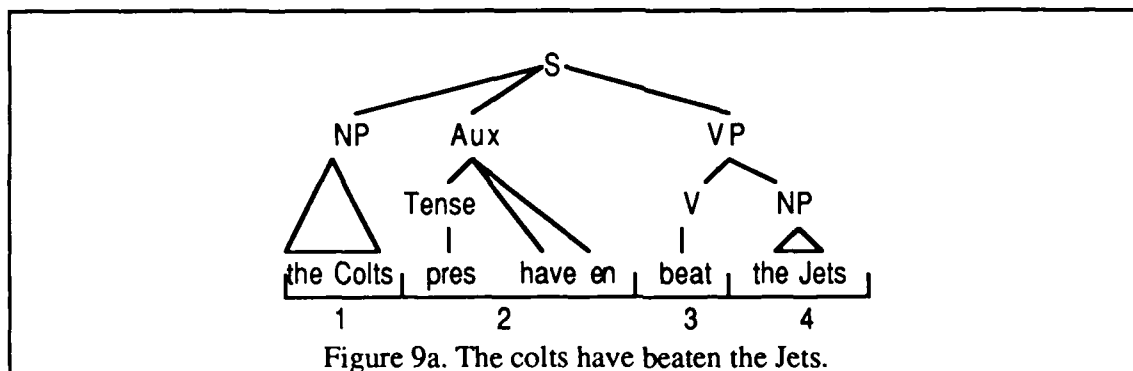 S
NP Aux VP
Tense V NP
the Colts pres have en beat the Jets
1 2 3 4
Figure 9a. The colts have beaten the Jets.